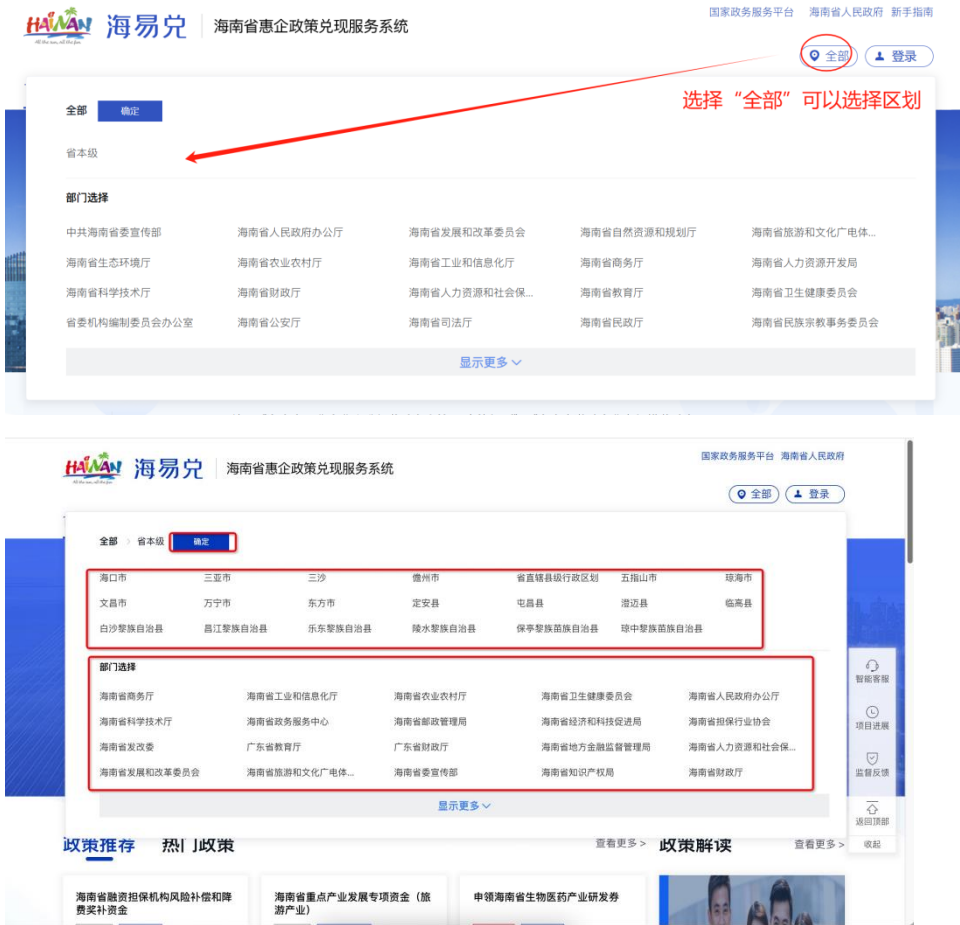 国家政务服务平台 海南省人民政府 新手指南
HAINAN
海易兑 海南省惠企政策兑现服务系统
全部 登录
选择“全部”可以选择区划
全部 确定
省本级
部门选择
中共海南省委宣传部 海南省人民政府办公厅 海南省发展和改革委员会 海南省自然资源和规划厅 海南省旅游和文化广电体...
海南省生态环境厅 海南省农业农村厅 海南省工业和信息化厅 海南省商务厅 海南省人力资源开发局
海南省科学技术厅 海南省财政厅 海南省人力资源和社会保... 海南省教育厅 海南省卫生健康委员会
省委机构编制委员会办公室 海南省公安厅 海南省司法厅 海南省民政厅 海南省民族宗教事务委员会
显示更多
国家政务服务平台 海南省人民政府
HAINAN
海易兑 海南省惠企政策兑现服务系统
全部 登录
全部 > 省本级 确定
海口市 三亚市 三沙 儋州市 省直辖县级行政区划 五指山市 琼海市
文昌市 万宁市 东方市 定安县 屯昌县 澄迈县 临高县
白沙黎族自治县 昌江黎族自治县 乐东黎族自治县 陵水黎族自治县 保亭黎族苗族自治县 琼中黎族苗族自治县
部门选择
海南省商务厅 海南省工业和信息化厅 海南省农业农村厅 海南省卫生健康委员会 海南省人民政府办公厅
海南省科学技术厅 海南省政务服务中心 海南省邮政管理局 海南省经济和科技促进局 海南省担保行业协会
海南省发改委 广东省教育厅 广东省财政厅 海南省地方金融监督管理局 海南省人力资源和社会保...
海南省发展和改革委员会 海南省旅游和文化广电体... 海南省委宣传部 海南省知识产权局 海南省财政厅
显示更多
智能客服
项目进展
监督反馈
返回顶部
收起
政策推荐 热门政策 查看更多> 政策解读 查看更多>
海南省融资担保机构风险补偿和降费奖补资金
海南省重点产业发展专项资金（旅游产业）
申领海南省生物医药产业研发券